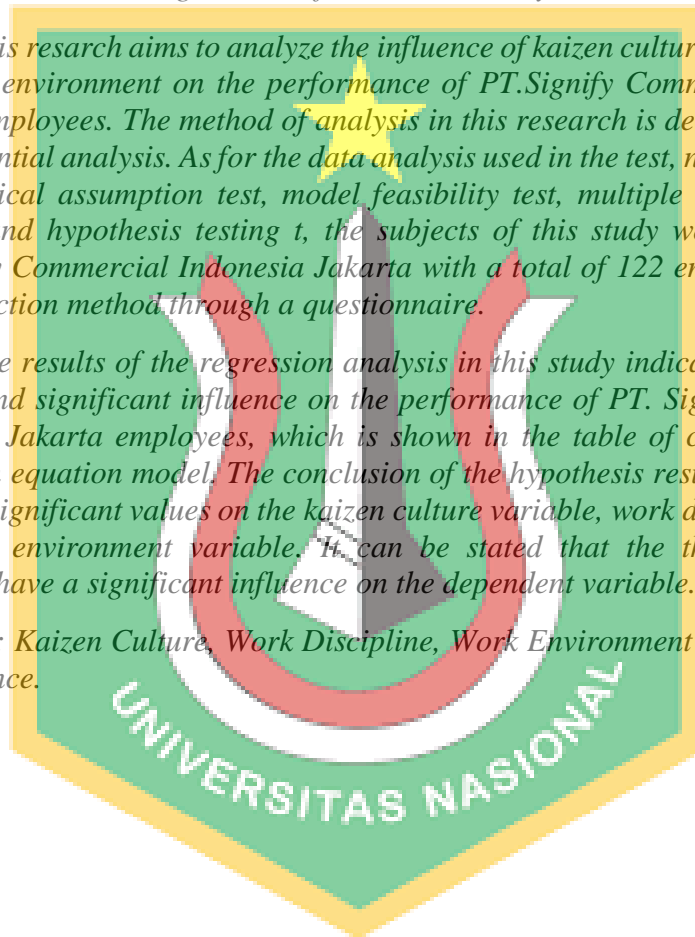 is resarch aims to analyze the influence of kaizen cultur
environment on the performance of PT.Signify Comm
mployees. The method of analysis in this research is de
ntial analysis. As for the data analysis used in the test, n
ical assumption test, model feasibility test, multiple
nd hypothesis testing t, the subjects of this study w
Commercial Indonesia Jakarta with a total of 122 en
ction method through a questionnaire.
e results of the regression analysis in this study indica
nd significant influence on the performance of PT. Sig
Jakarta employees, which is shown in the table of c
equation model. The conclusion of the hypothesis resu
ignificant values on the kaizen culture variable, work d
environment variable. It can be stated that the th
have a significant influence on the dependent variable.
: Kaizen Culture, Work Discipline, Work Environment
nce.
UNIVERSITAS NASIONAL